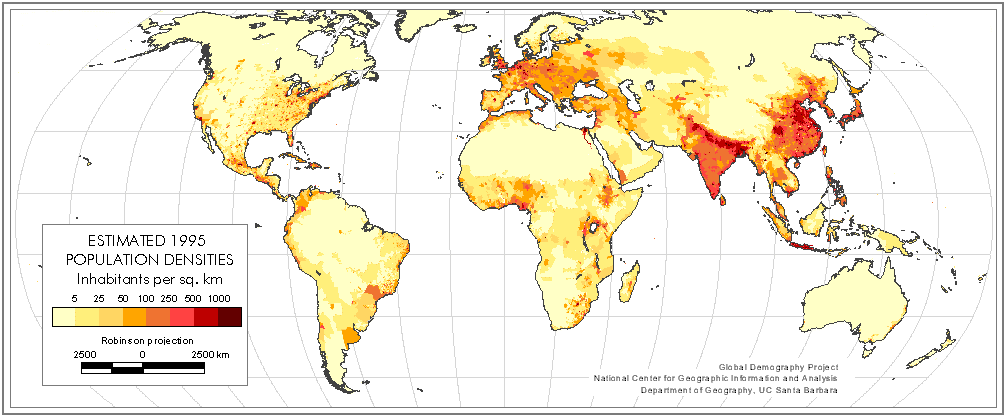 ESTIMATED 1995
POPULATION DENSITIES
Inhabitants per sq. km
5 25 50 100 250 500 1000
Robinson projection
2500 0 2500 km
Global Demography Project
National Center for Geographic Information and Analysis
Department of Geography, UC Santa Barbara